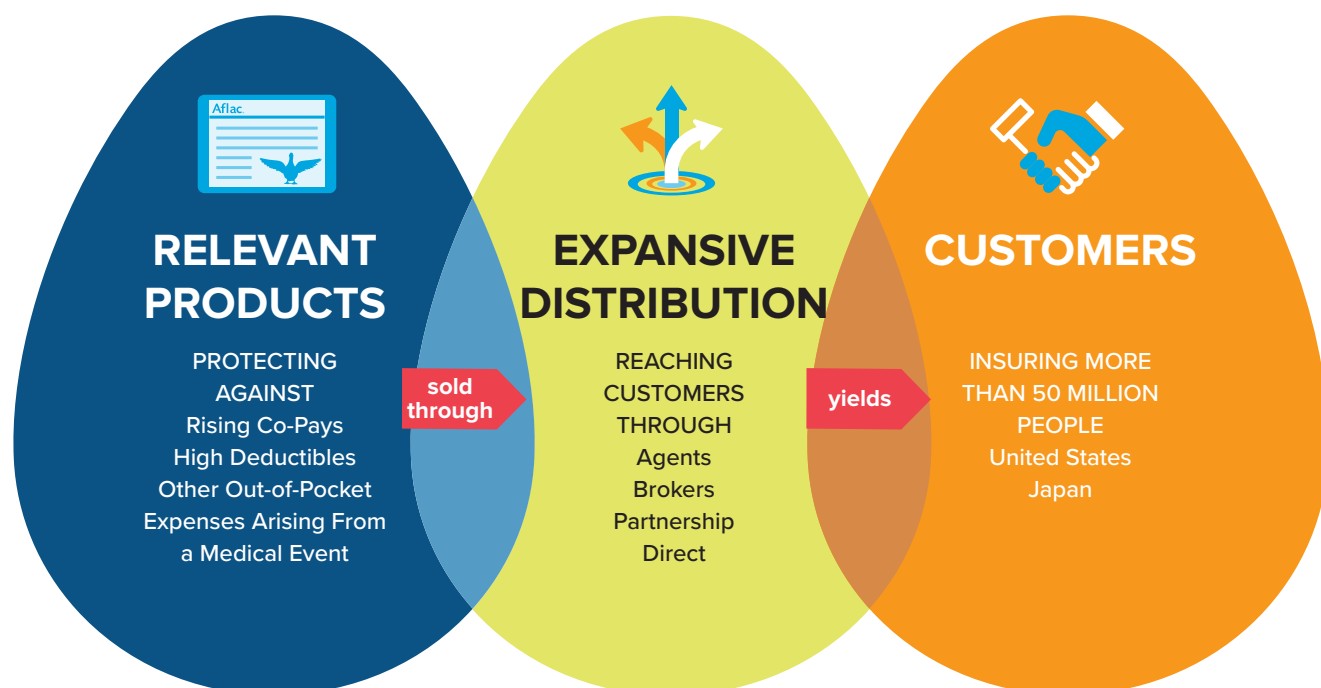 Aflac.
RELEVANT
PRODUCTS
PROTECTING
AGAINST
Rising Co-Pays
High Deductibles
Other Out-of-Pocket
Expenses Arising From
a Medical Event
sold
through
EXPANSIVE
DISTRIBUTION
REACHING
CUSTOMERS
THROUGH
Agents
Brokers
Partnership
Direct
yields
CUSTOMERS
INSURING MORE
THAN 50 MILLION
PEOPLE
United States
Japan